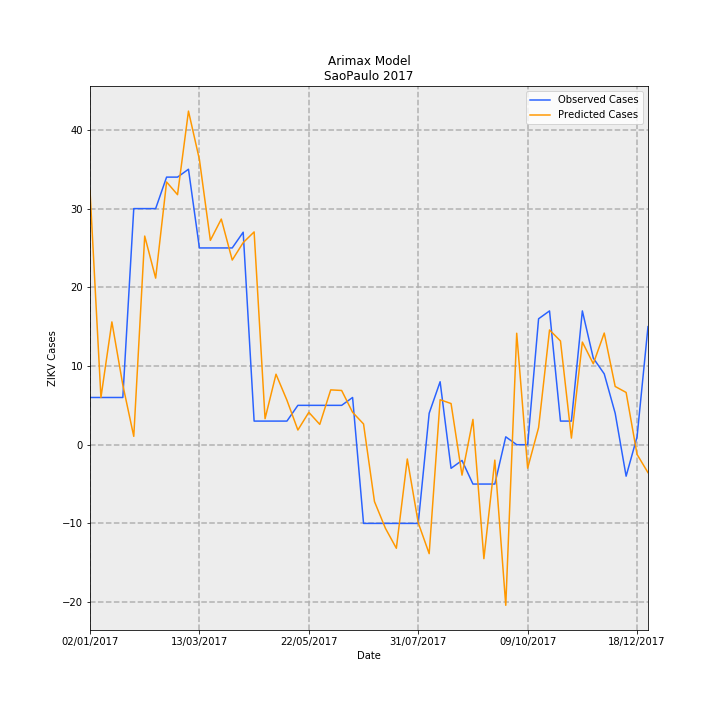 Arimax Model
SaoPaulo 2017
Observed Cases
Predicted Cases
ZIKV Cases
40
30
20
10
0
−10
−20
02/01/2017 13/03/2017 22/05/2017 31/07/2017 09/10/2017 18/12/2017
Date